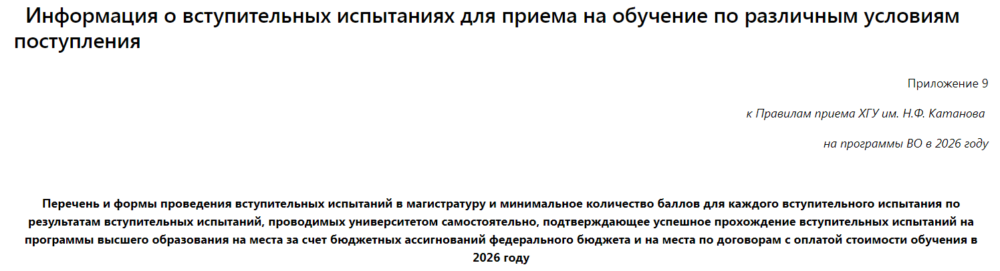 Информация о вступительных испытаниях для приема на обучение по различным условиям
поступления
Приложение 9
к Правилам приема ХГУ им. Н.Ф. Катанова
на программы ВО в 2026 году
Перечень и формы проведения вступительных испытаний в магистратуру и минимальное количество баллов для каждого вступительного испытания по
результатам вступительных испытаний, проводимых университетом самостоятельно, подтверждающее успешное прохождение вступительных испытаний на
программы высшего образования на места за счет бюджетных ассигнований федерального бюджета и на места по договорам с оплатой стоимости обучения в
2026 году